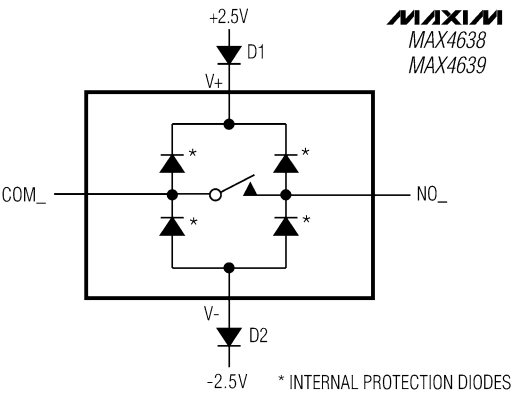 +2.5V
MAXIM
MAX4638
MAX4639
D1
V+
*
*
COM_
NO_
*
*
V-
D2
-2.5V
* INTERNAL PROTECTION DIODES